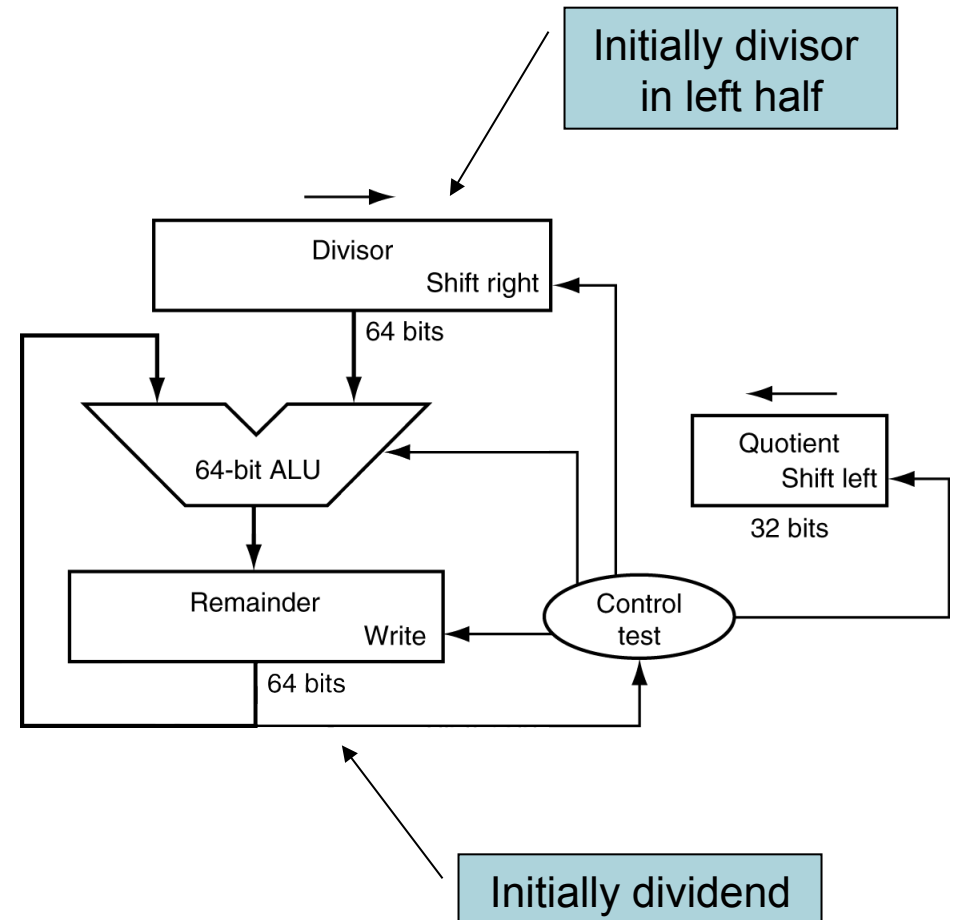 Initially divisor
in left half
Divisor
Shift right
64 bits
64-bit ALU
Quotient
Shift left
32 bits
Remainder
Write
Control
test
64 bits
Initially dividend